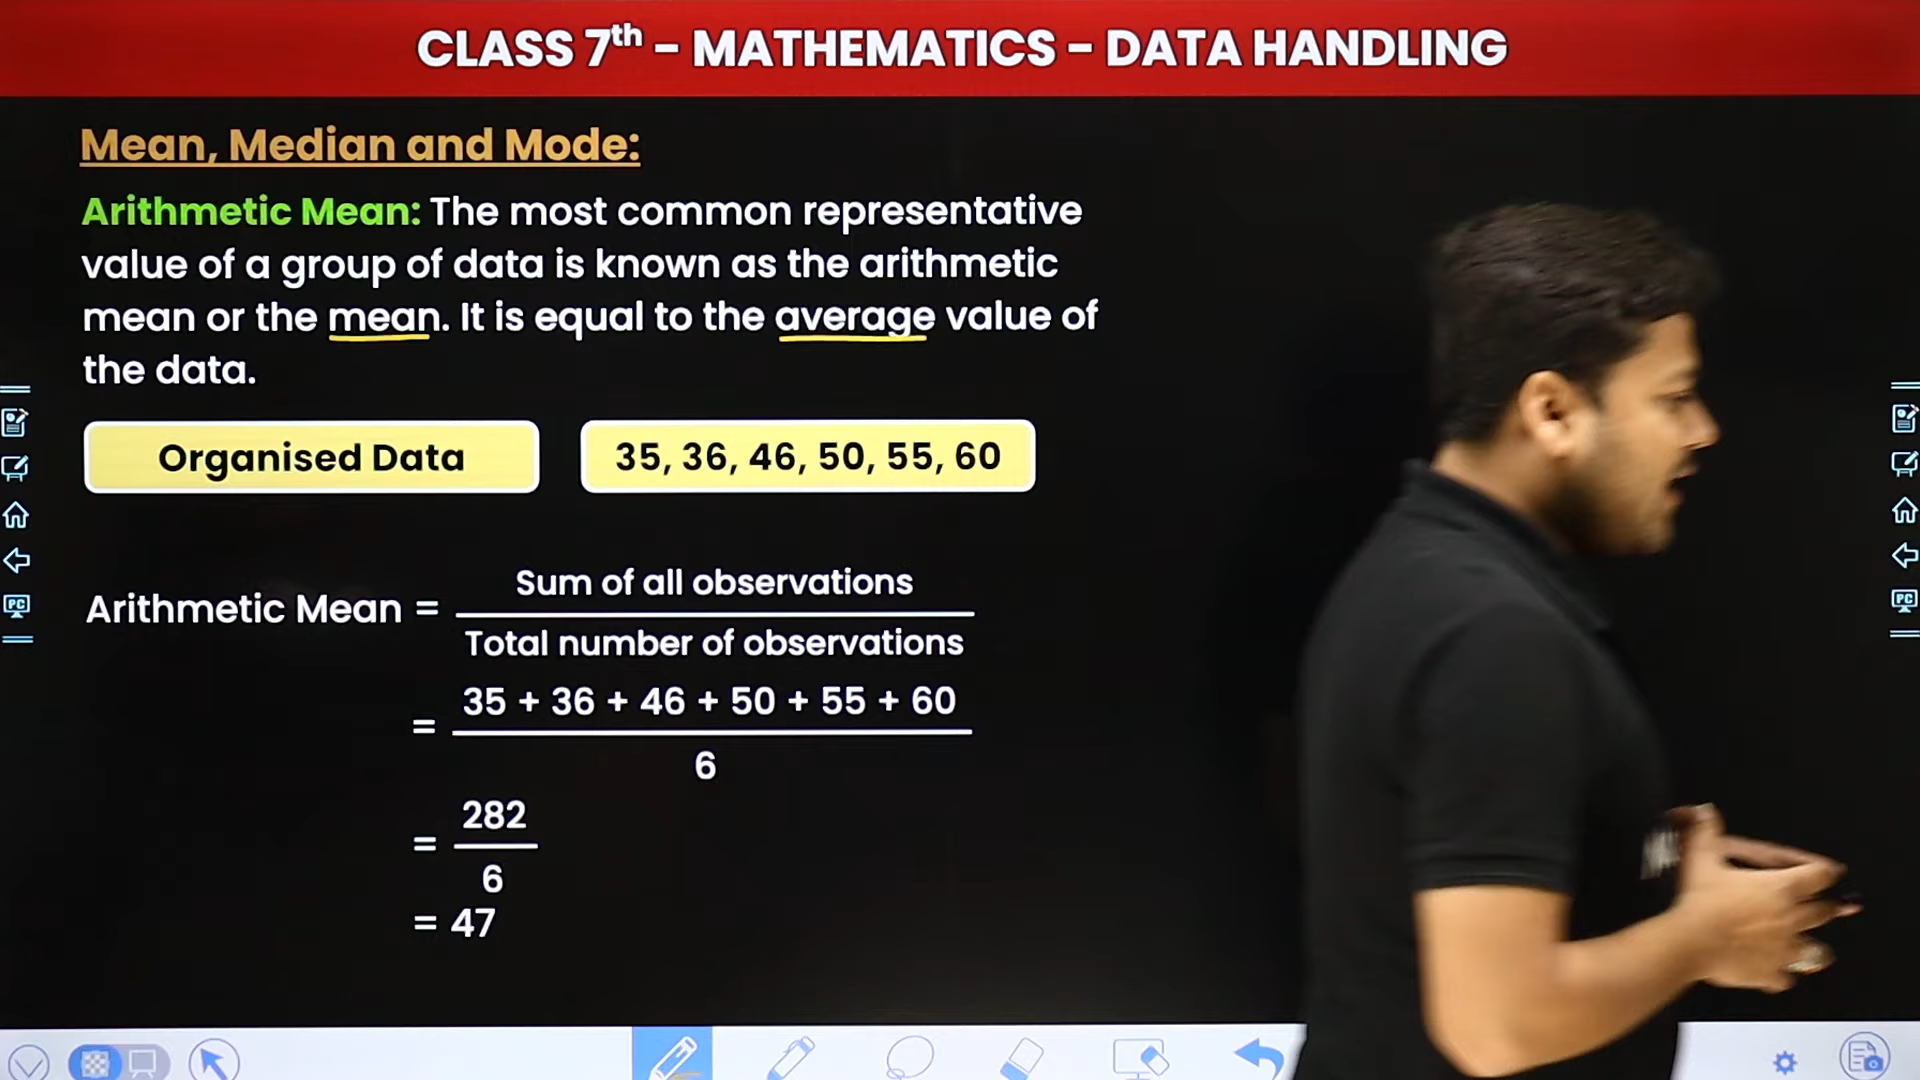 CLASS 7th – MATHEMATICS – DATA HANDLING
Mean, Median and Mode:
Arithmetic Mean: The most common representative
value of a group of data is known as the arithmetic
mean or the mean. It is equal to the average value of
the data.
Organised Data
35, 36, 46, 50, 55, 60
Arithmetic Mean = Sum of all observations
Total number of observations
= 35 + 36 + 46 + 50 + 55 + 60
6
= 282
6
= 47
PC
PC